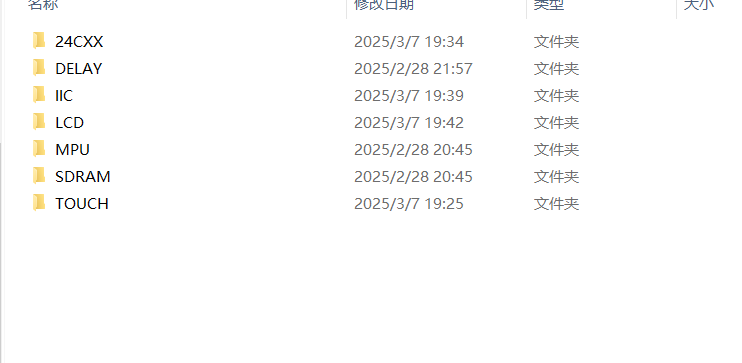 名称 修改日期 类型 大小
24CXX 2025/3/7 19:34 文件夹
DELAY 2025/2/28 21:57 文件夹
IIC 2025/3/7 19:39 文件夹
LCD 2025/3/7 19:42 文件夹
MPU 2025/2/28 20:45 文件夹
SDRAM 2025/2/28 20:45 文件夹
TOUCH 2025/3/7 19:25 文件夹